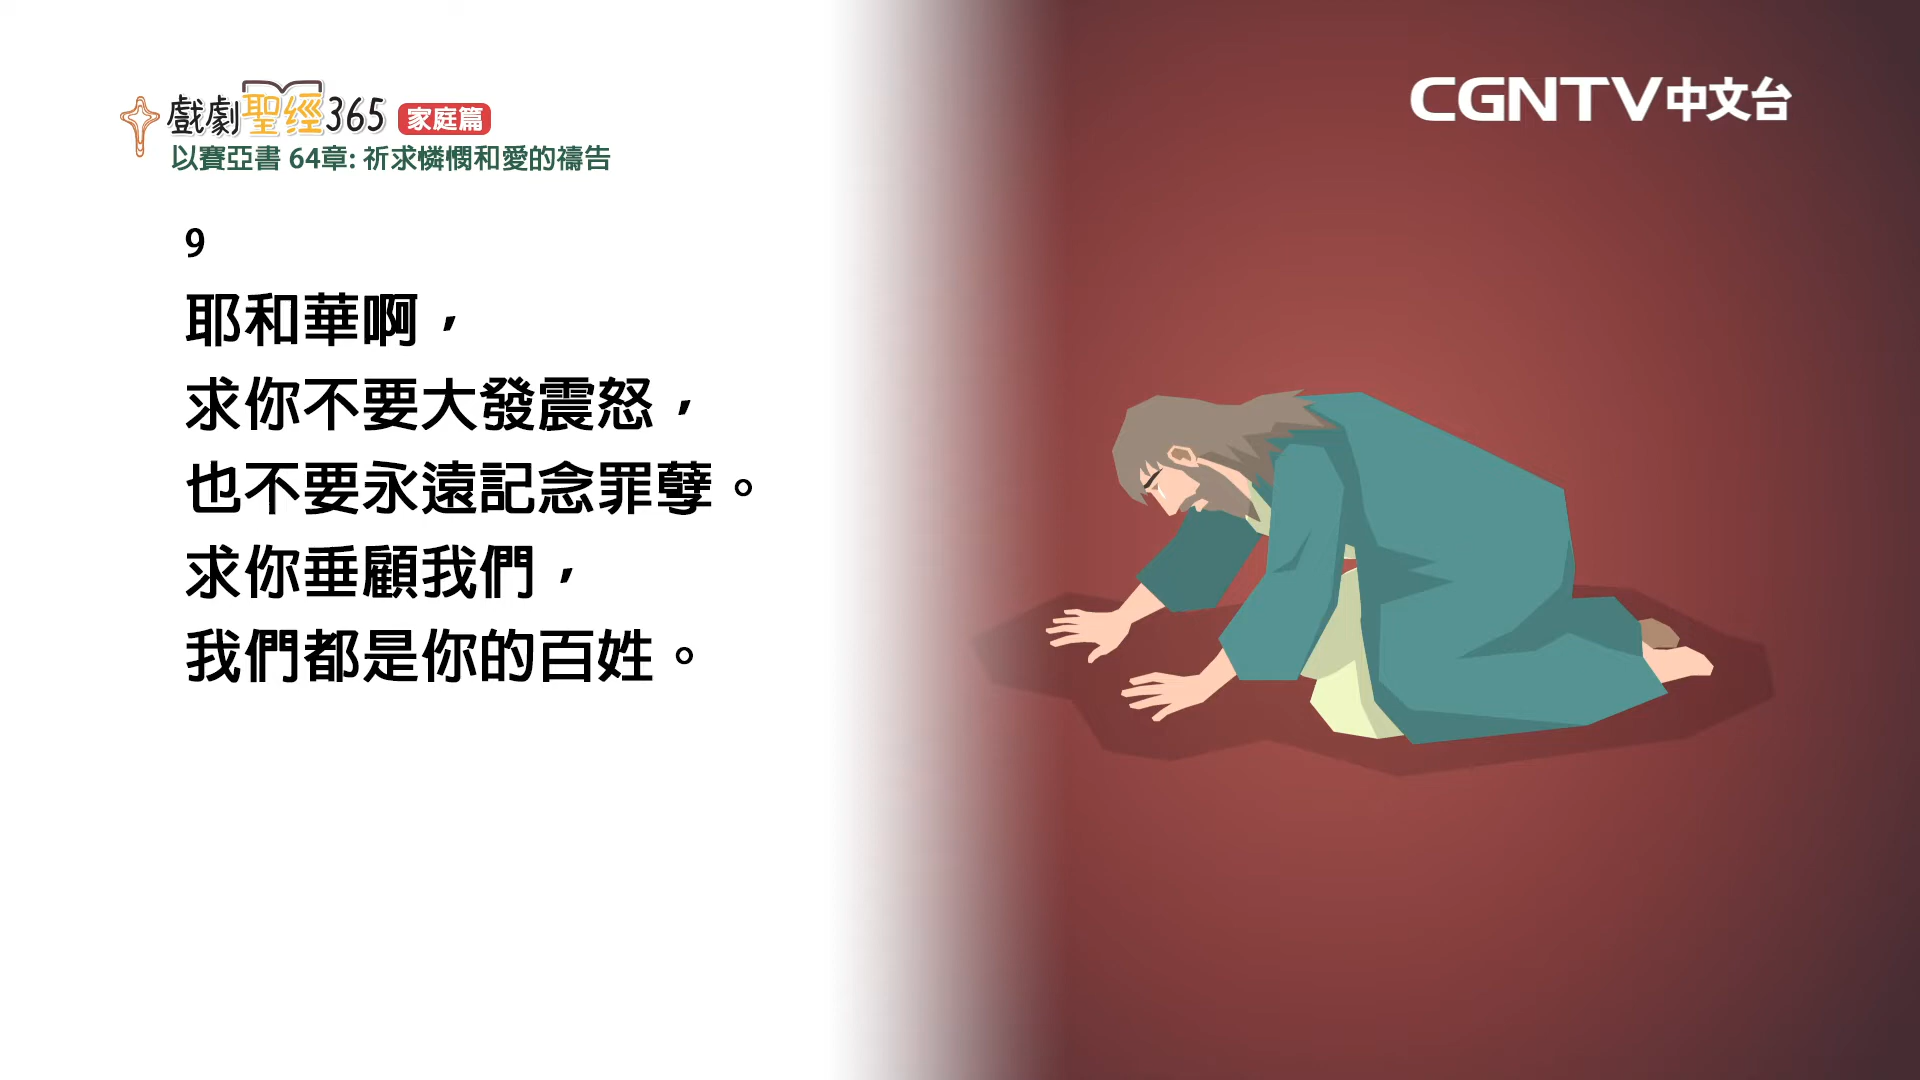 戲劇聖經365 家庭篇
CGNTV中文台
以賽亞書 64章: 祈求憐憫和愛的禱告
9
耶和華啊，
求你不要大發震怒，
也不要永遠記念罪孽。
求你垂顧我們，
我們都是你的百姓。